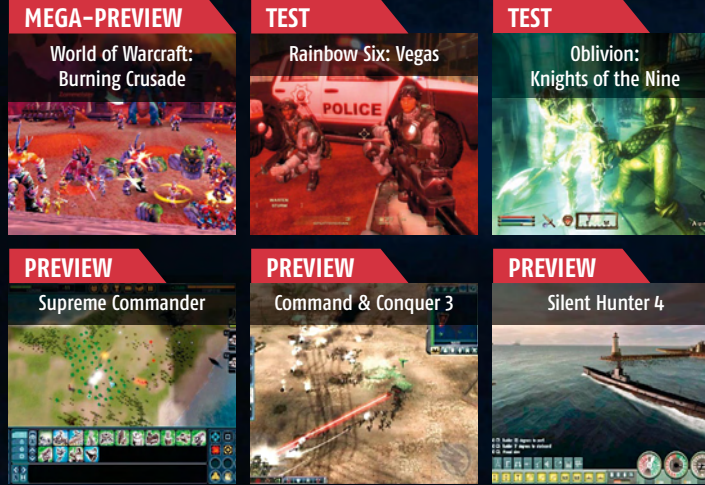 MEGA-PREVIEW
World of Warcraft:
Burning Crusade
TEST
Rainbow Six: Vegas
POLICE
TEST
Oblivion:
Knights of the Nine
PREVIEW
Supreme Commander
PREVIEW
Command & Conquer 3
PREVIEW
Silent Hunter 4